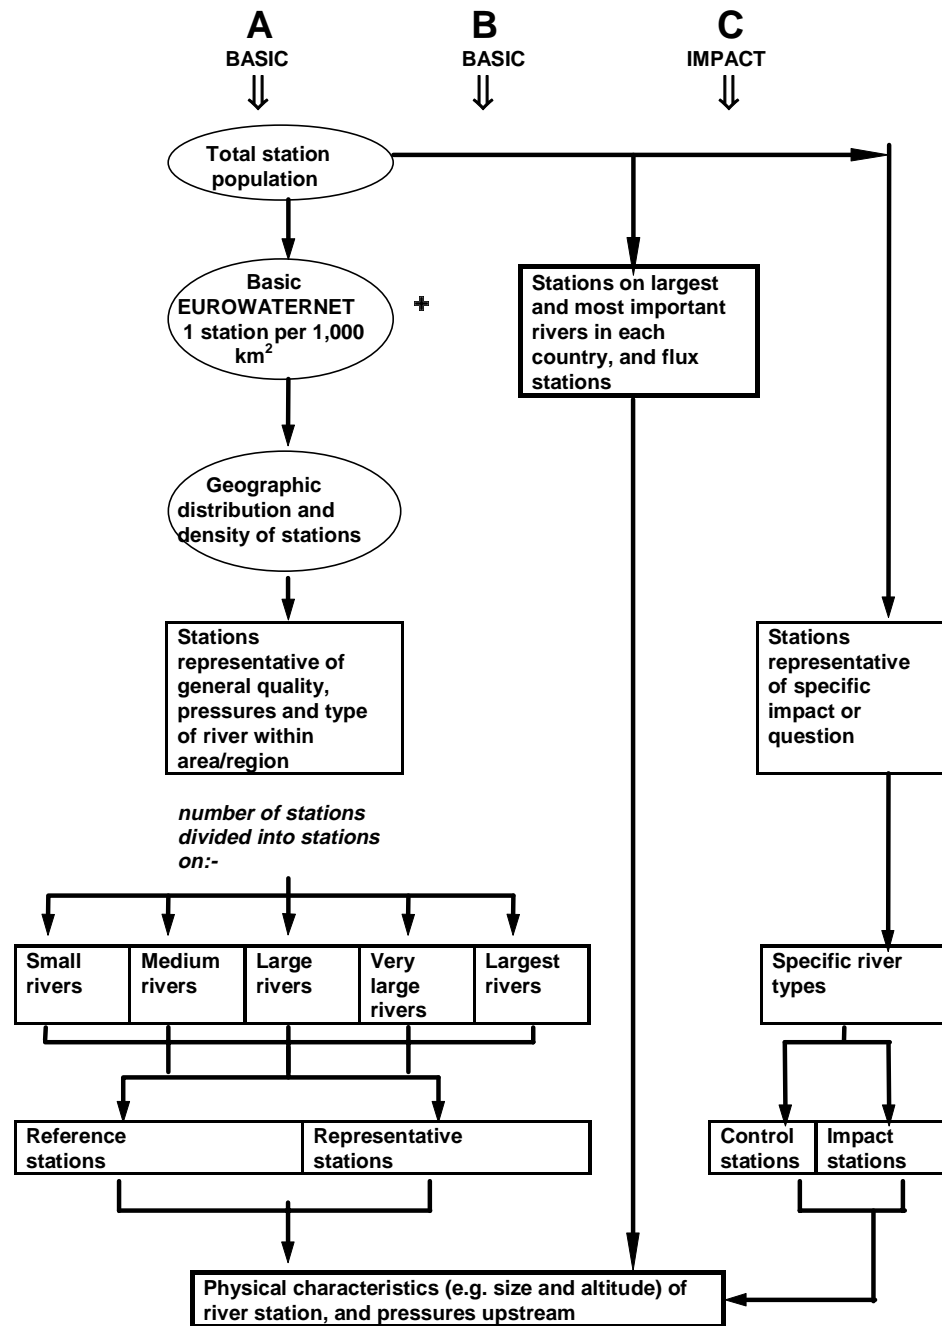 A
BASIC
B
BASIC
C
IMPACT
Total station
population
Basic
EUROWATERNET
1 station per 1,000
km²
+
Stations on largest
and most important
rivers in each
country, and flux
stations
Geographic
distribution and
density of stations
Stations
representative of
general quality,
pressures and type
of river within
area/region
Stations
representative
of specific
impact or
question
number of stations
divided into stations
on:-
Small
rivers
Medium
rivers
Large
rivers
Very
large
rivers
Largest
rivers
Specific river
types
Reference
stations
Representative
stations
Control
stations
Impact
stations
Physical characteristics (e.g. size and altitude) of
river station, and pressures upstream